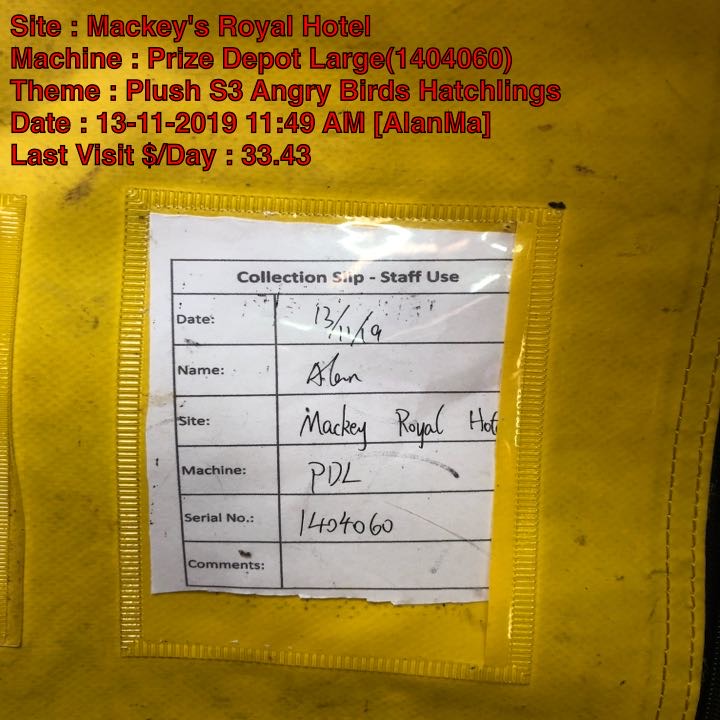 Site : Mackey's Royal Hotel
Machine : Prize Depot Large(1404060)
Theme : Plush S3 Angry Birds Hatchlings
Date : 13-11-2019 11:49 AM [AlanMa]
Last Visit $/Day : 33.43
Collection Slip - Staff Use
Date: 13/11/19
Name: Alan
Site: Mackey Royal Hot
Machine: PDL
Serial No.: 1404060
Comments: